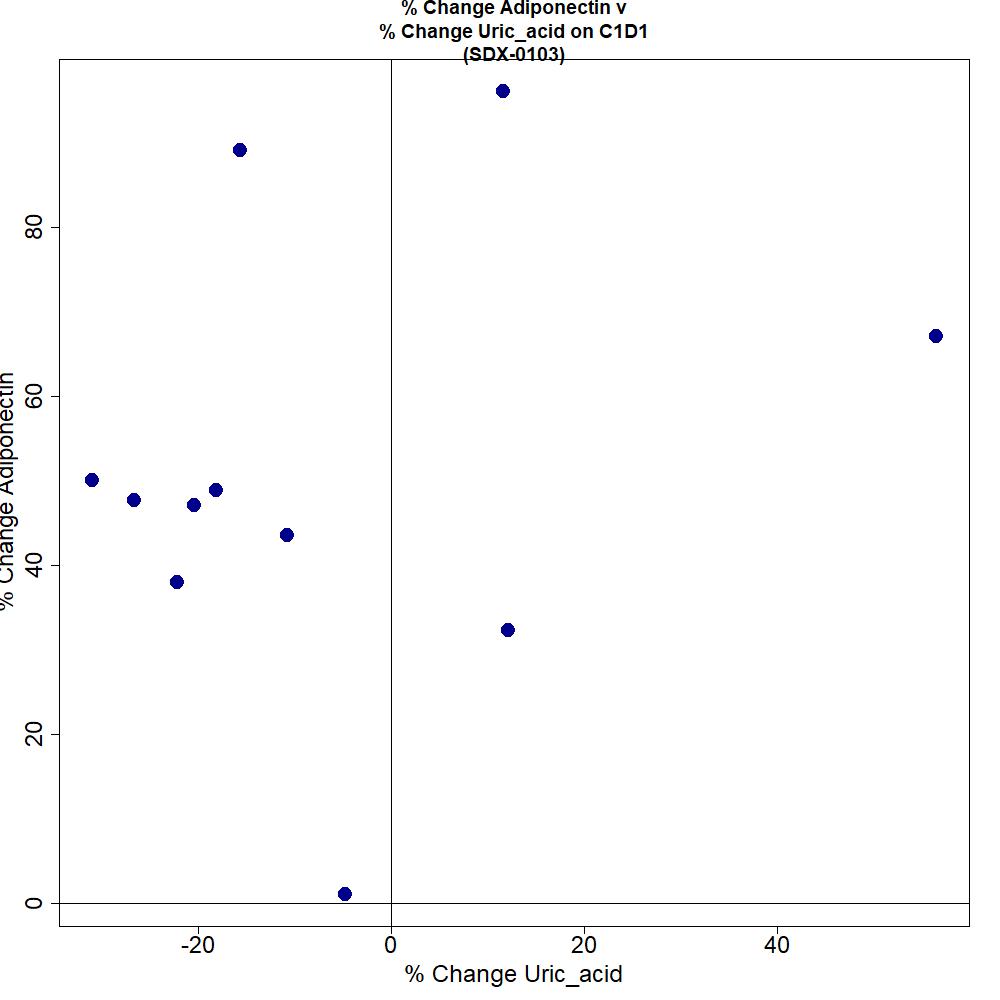 % Change Adiponectin v
% Change Uric_acid on C1D1
(SDX-0103)
% Change Adiponectin
80
60
40
20
0
-20 0 20 40
% Change Uric_acid